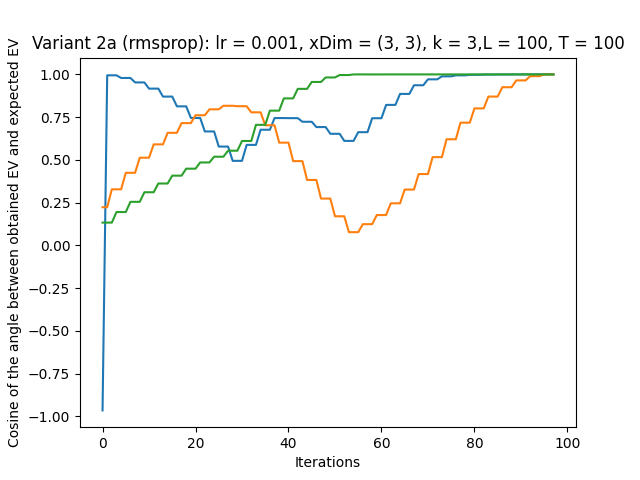 Variant 2a (rmsprop): lr = 0.001, xDim = (3, 3), k = 3,L = 100, T = 100
Cosine of the angle between obtained EV and expected EV
1.00
0.75
0.50
0.25
0.00
−0.25
−0.50
−0.75
−1.00
0 20 40 60 80 100
Iterations